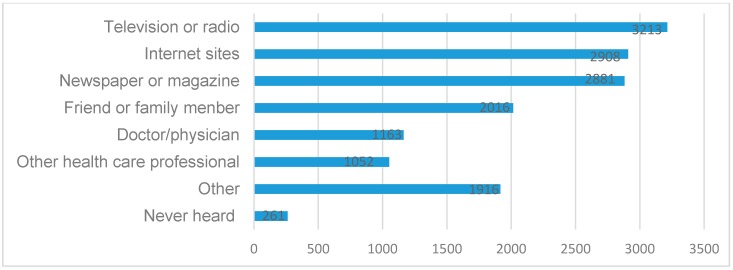 Television or radio 3213
Internet sites 2908
Newspaper or magazine 2881
Friend or family menber 2016
Doctor/physician 1163
Other health care professional 1052
Other 1916
Never heard 261
0 500 1000 1500 2000 2500 3000 3500